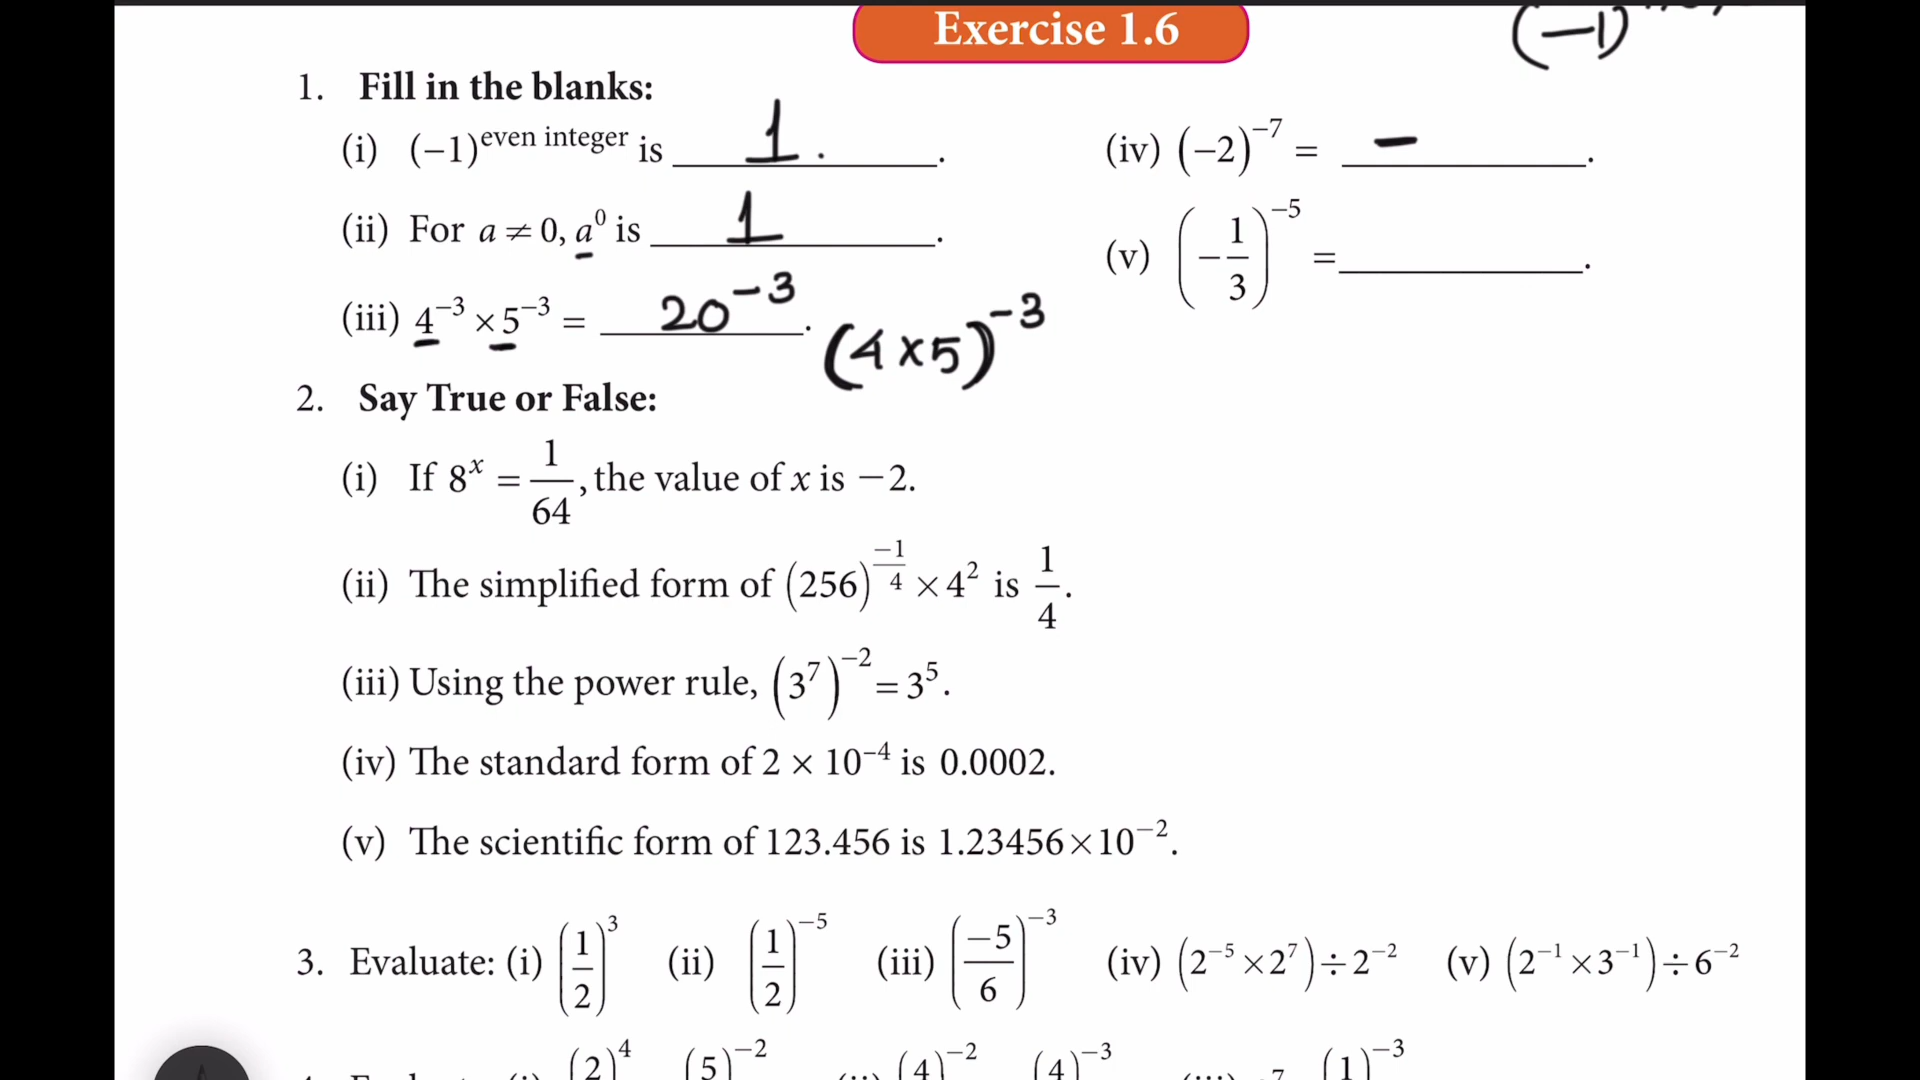 Exercise 1.6
(−1)
1. Fill in the blanks:
(i) (−1)^even integer is 1.
(ii) For a ≠ 0, a^0 is 1.
(iii) 4^−3 × 5^−3 = 20^−3. (4×5)^−3
(iv) (−2)^−7 = −.
(v) (−1/3)^−5 = ______.
2. Say True or False:
(i) If 8^x = 1/64, the value of x is −2.
(ii) The simplified form of (256)^(−1/4) × 4^2 is 1/4.
(iii) Using the power rule, (3^7)^−2 = 3^5.
(iv) The standard form of 2 × 10^−4 is 0.0002.
(v) The scientific form of 123.456 is 1.23456×10^−2.
3. Evaluate: (i) (1/2)^3 (ii) (1/2)^−5 (iii) (−5/6)^−3 (iv) (2^−5 × 2^7) ÷ 2^−2 (v) (2^−1 × 3^−1) ÷ 6^−2